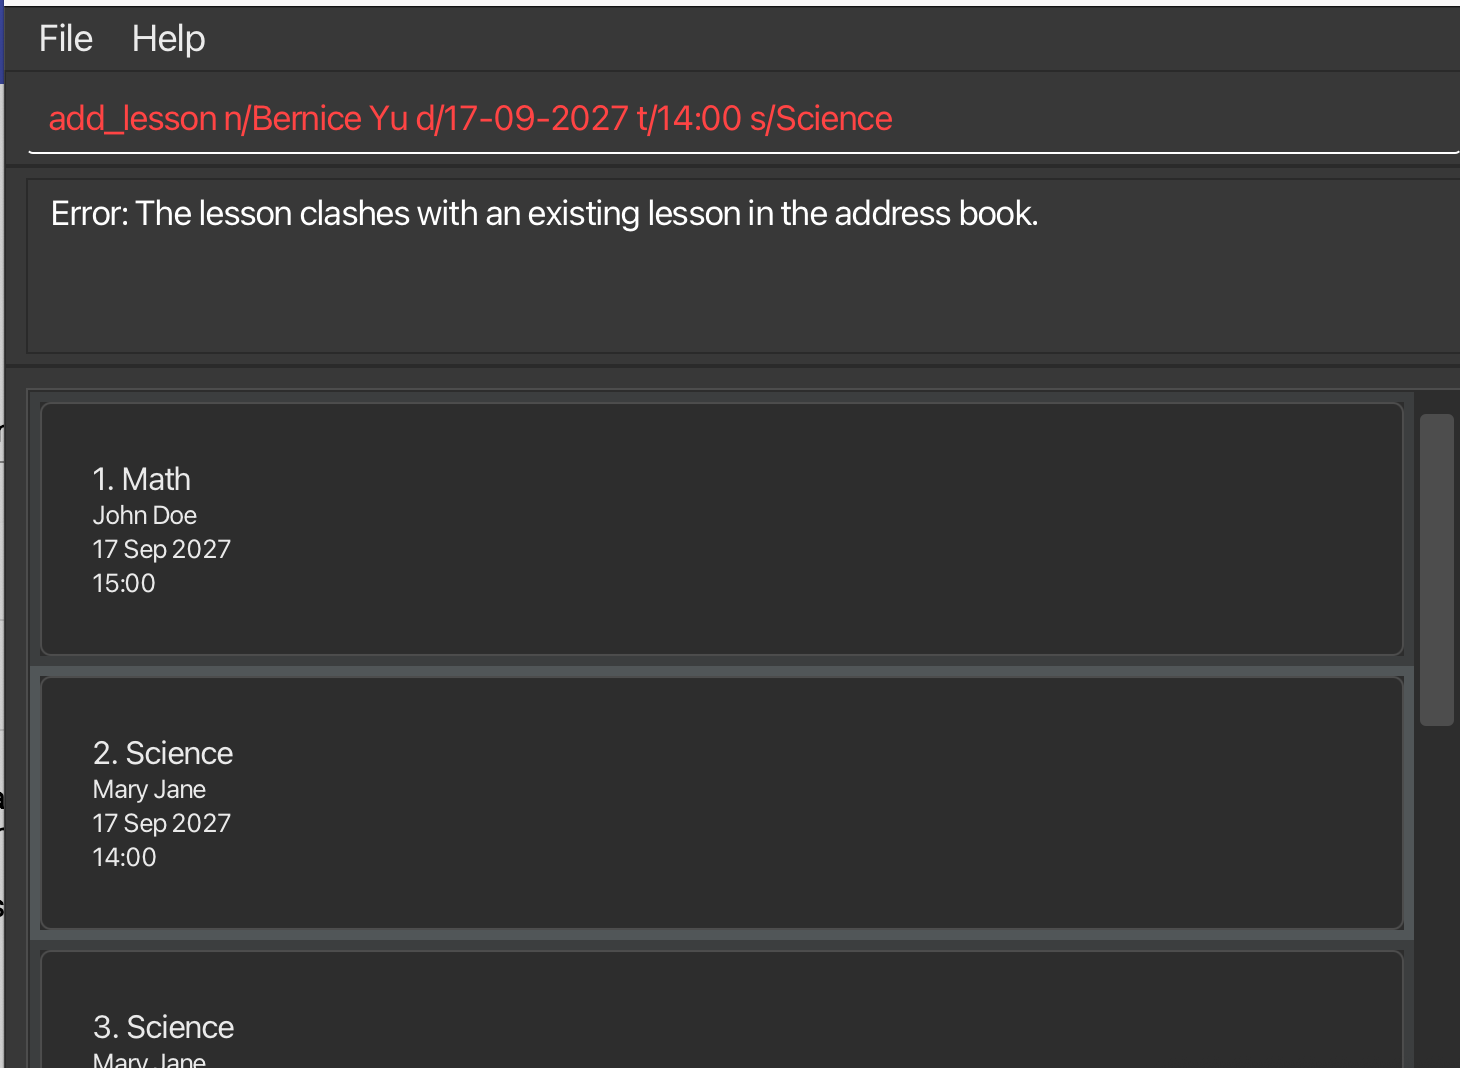 File Help
add_lesson n/Bernice Yu d/17-09-2027 t/14:00 s/Science
Error: The lesson clashes with an existing lesson in the address book.
1. Math
John Doe
17 Sep 2027
15:00
2. Science
Mary Jane
17 Sep 2027
14:00
3. Science
Mary Jane